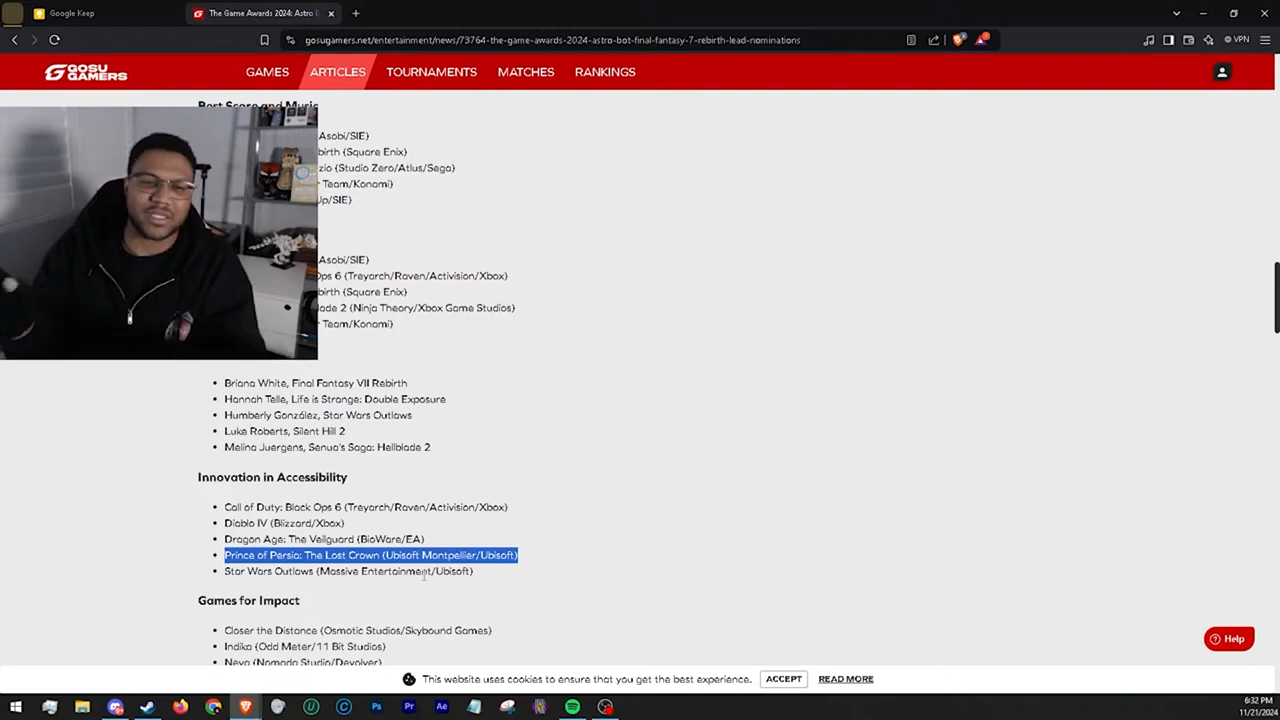 Google Keep
The Game Awards 2024: Astro B
gosugamers.net/entertainment/news/73764-the-game-awards-2024-astro-bot-final-fantasy-7-rebirth-lead-nominations
VPN
GOSU GAMERS
GAMES
ARTICLES
TOURNAMENTS
MATCHES
RANKINGS
Best Score and Music
Asobi/SIE)
birth (Square Enix)
zio (Studio Zero/Atlus/Sega)
r Team/Konami)
Up/SIE)
Asobi/SIE)
Ops 6 (Treyarch/Raven/Activision/Xbox)
birth (Square Enix)
lade 2 (Ninja Theory/Xbox Game Studios)
r Team/Konami)
• Briana White, Final Fantasy VII Rebirth
• Hannah Telle, Life is Strange: Double Exposure
• Humberly González, Star Wars Outlaws
• Luke Roberts, Silent Hill 2
• Melina Juergens, Senua's Saga: Hellblade 2
Innovation in Accessibility
• Call of Duty: Black Ops 6 (Treyarch/Raven/Activision/Xbox)
• Diablo IV (Blizzard/Xbox)
• Dragon Age: The Veilguard (BioWare/EA)
• Prince of Persia: The Lost Crown (Ubisoft Montpellier/Ubisoft)
• Star Wars Outlaws (Massive Entertainment/Ubisoft)
Games for Impact
• Closer the Distance (Osmotic Studios/Skybound Games)
• Indika (Odd Meter/11 Bit Studios)
• Neva (Nomada Studio/Devolver)
Help
This website uses cookies to ensure that you get the best experience.
ACCEPT
READ MORE
6:32 PM
11/21/2024